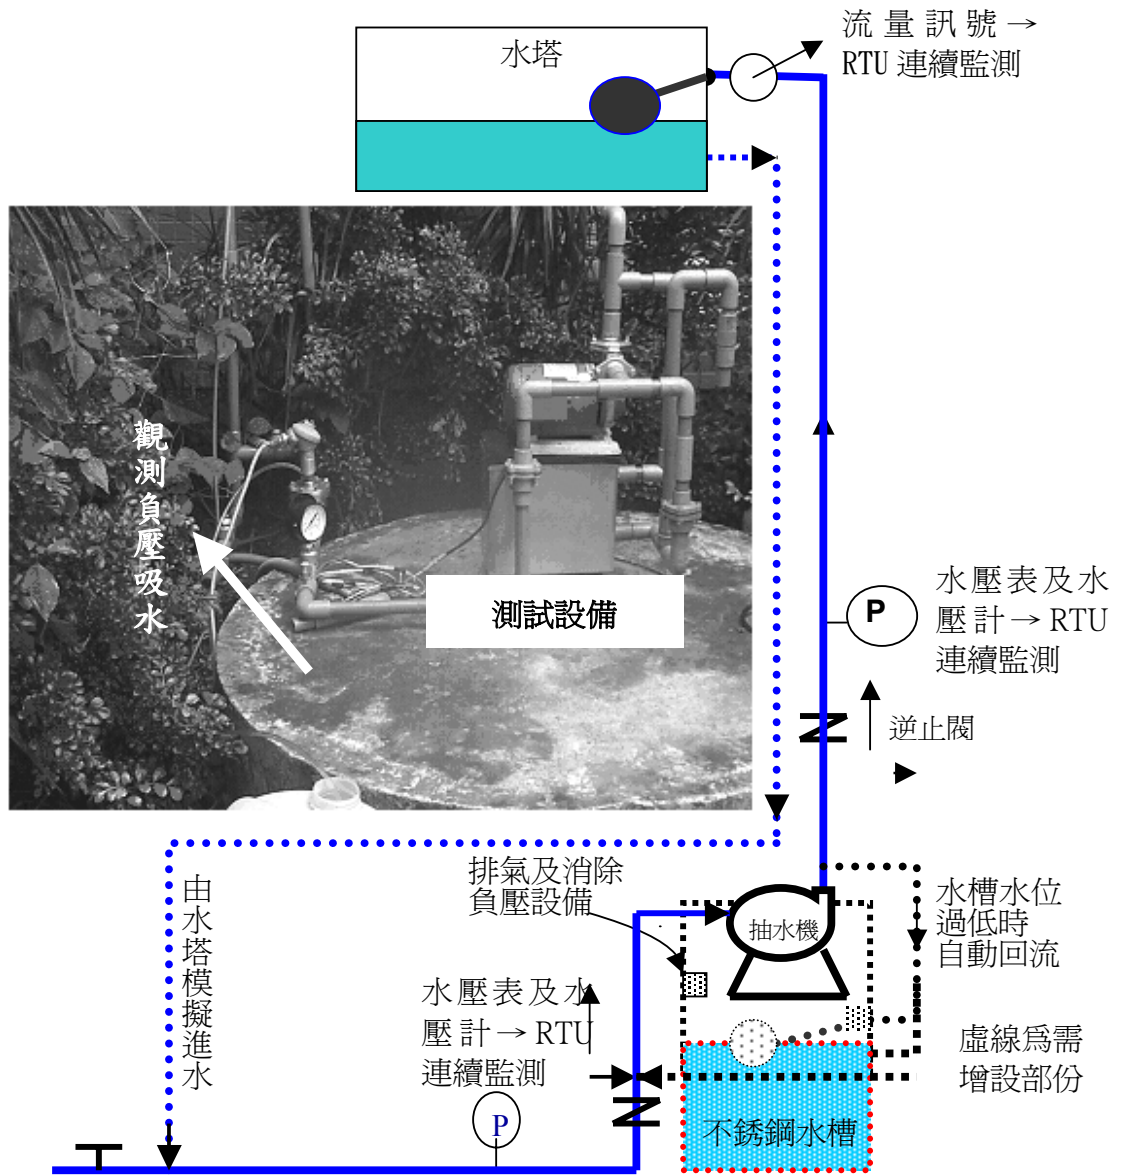 流量訊號→
RTU 連續監測
水塔
觀測負壓吸水
測試設備
P
水壓表及水
壓計→RTU
連續監測
逆止閥
由水塔模擬進水
排氣及消除
負壓設備
抽水機
水槽水位
過低時
自動回流
水壓表及水
壓計→RTU
連續監測
虛線為需
增設部份
P
不銹鋼水槽